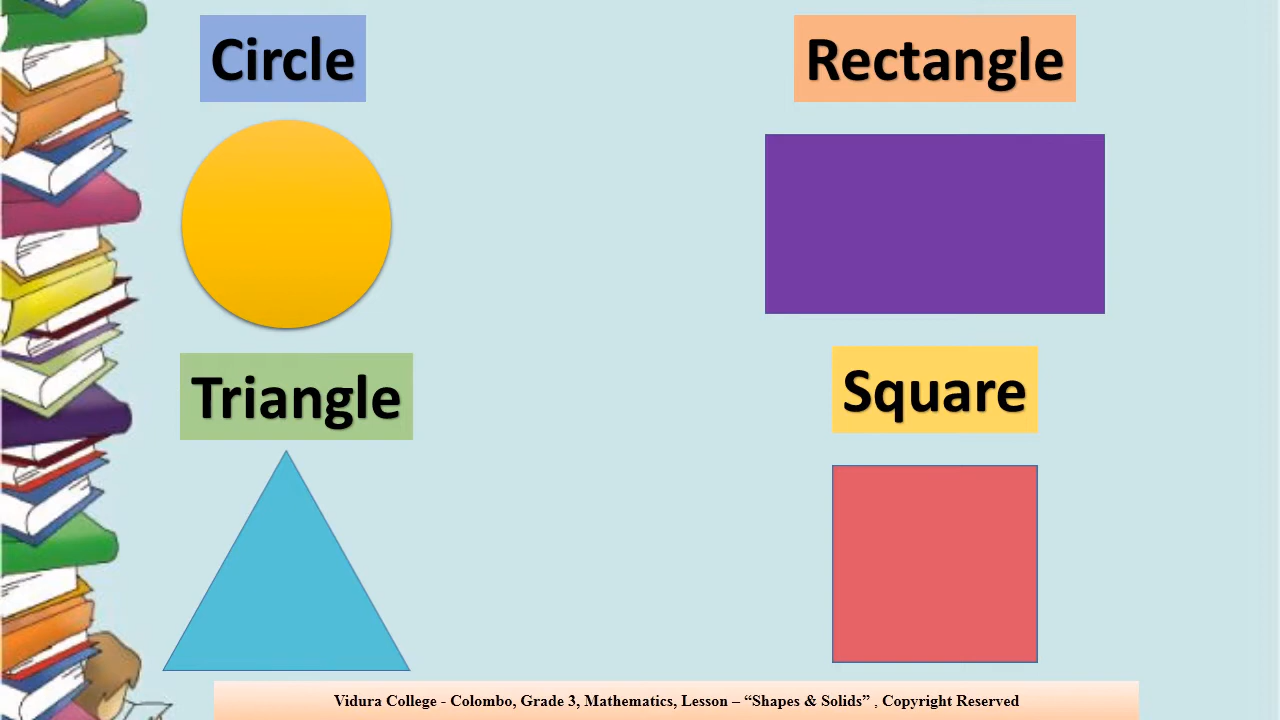 Circle
Rectangle
Triangle
Square
Vidura College - Colombo, Grade 3, Mathematics, Lesson – “Shapes & Solids” , Copyright Reserved